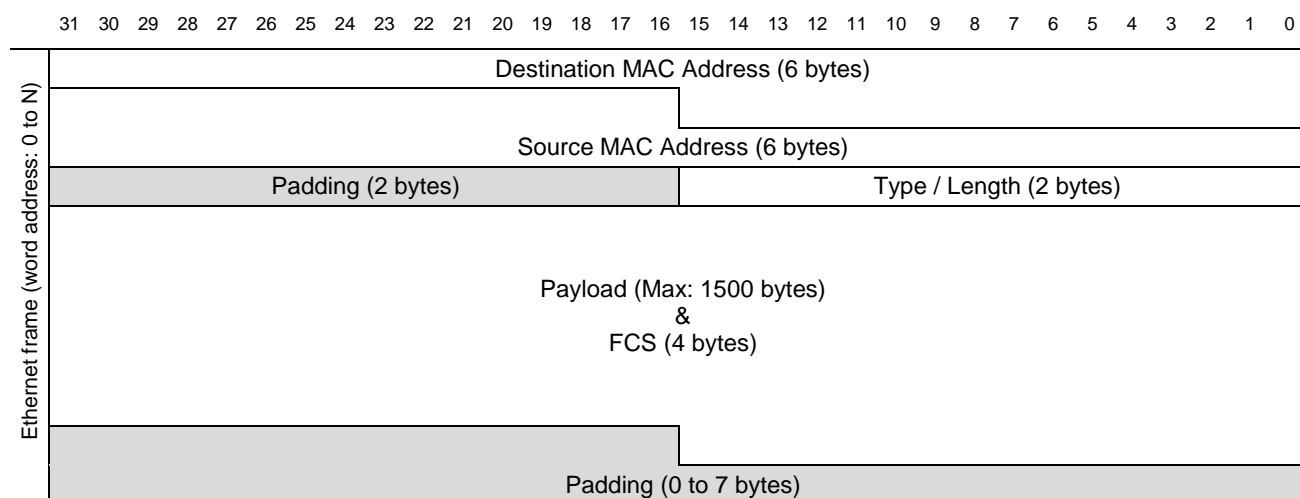 31 30 29 28 27 26 25 24 23 22 21 20 19 18 17 16 15 14 13 12 11 10 9 8 7 6 5 4 3 2 1 0
Ethernet frame (word address: 0 to N)
Destination MAC Address (6 bytes)
Source MAC Address (6 bytes)
Padding (2 bytes) Type / Length (2 bytes)
Payload (Max: 1500 bytes)
&
FCS (4 bytes)
Padding (0 to 7 bytes)